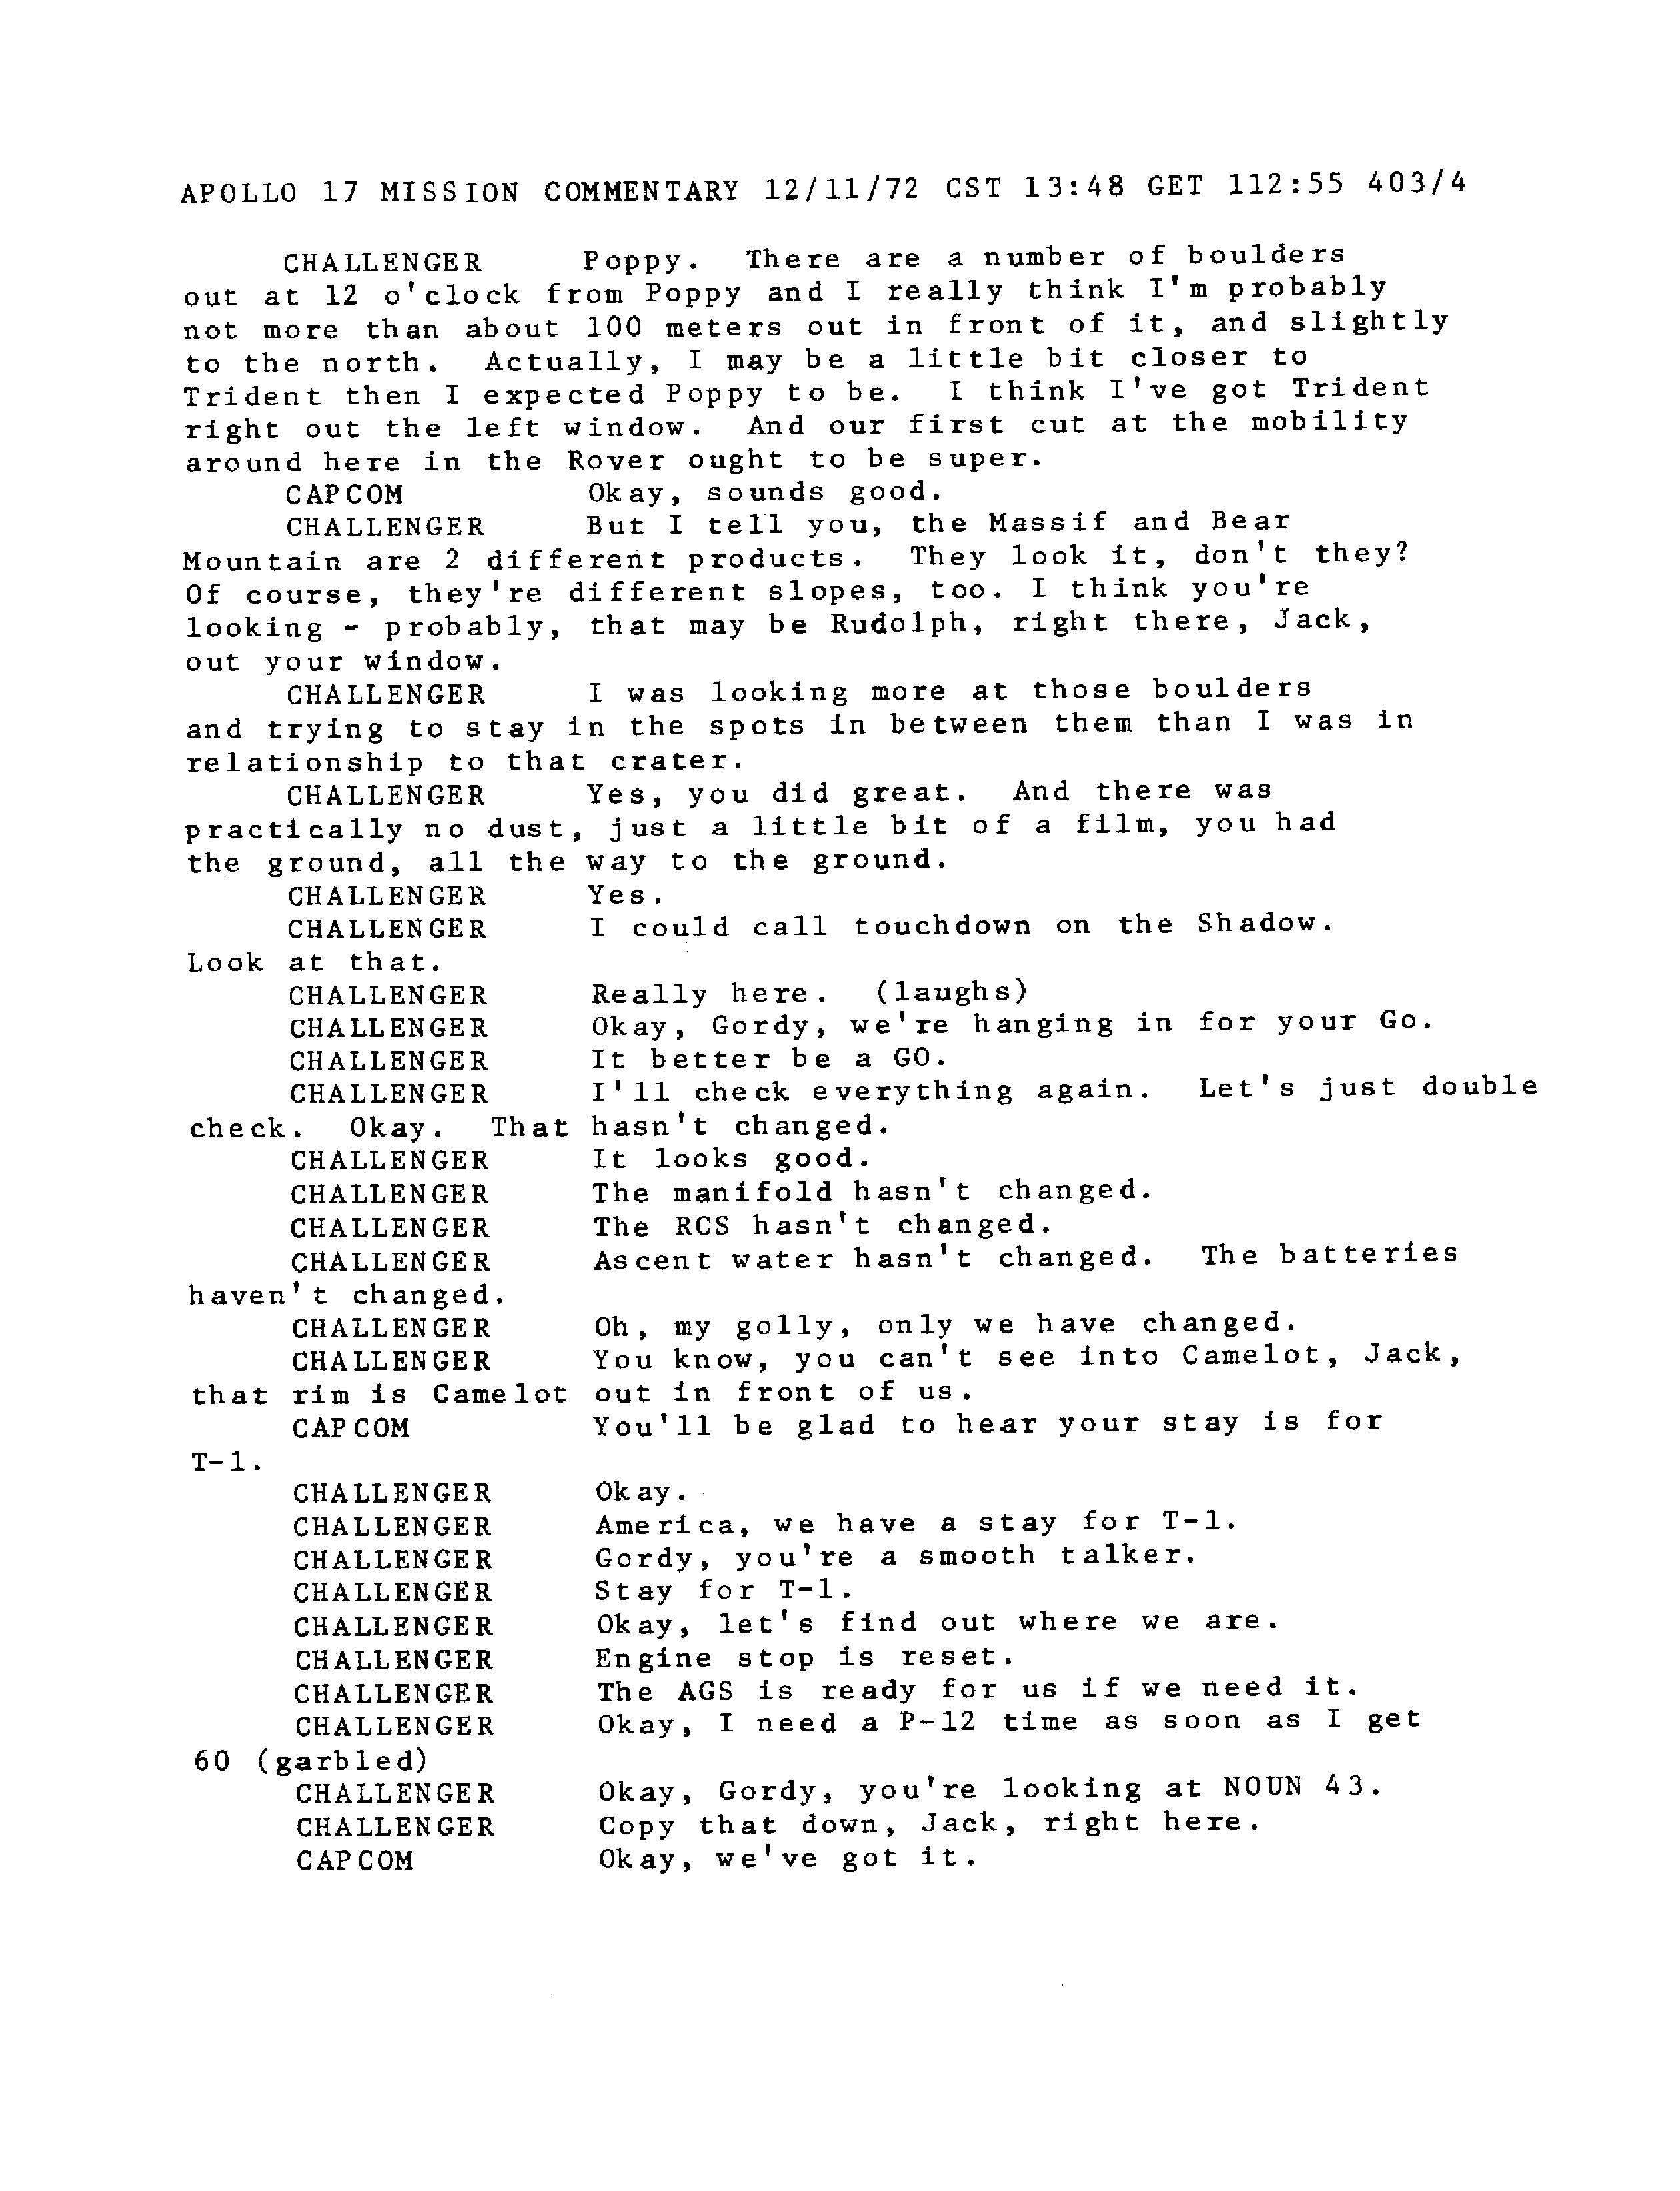 APOLLO 17 MISSION COMMENTARY 12/11/72 CST 13:48 GET 112:55 403/4
CHALLENGER Poppy. There are a number of boulders
out at 12 o'clock from Poppy and I really think I'm probably
not more than about 100 meters out in front of it, and slightly
to the north. Actually, I may be a little bit closer to
Trident then I expected Poppy to be. I think I've got Trident
right out the left window. And our first cut at the mobility
around here in the Rover ought to be super.
CAPCOM Okay, sounds good.
CHALLENGER But I tell you, the Massif and Bear
Mountain are 2 different products. They look it, don't they?
Of course, they're different slopes, too. I think you're
looking - probably, that may be Rudolph, right there, Jack,
out your window.
CHALLENGER I was looking more at those boulders
and trying to stay in the spots in between them than I was in
relationship to that crater.
CHALLENGER Yes, you did great. And there was
practically no dust, just a little bit of a film, you had
the ground, all the way to the ground.
CHALLENGER Yes.
CHALLENGER I could call touchdown on the Shadow.
Look at that.
CHALLENGER Really here. (laughs)
CHALLENGER Okay, Gordy, we're hanging in for your Go.
CHALLENGER It better be a GO.
CHALLENGER I'll check everything again. Let's just double
check. Okay. That hasn't changed.
CHALLENGER It looks good.
CHALLENGER The manifold hasn't changed.
CHALLENGER The RCS hasn't changed.
CHALLENGER Ascent water hasn't changed. The batteries
haven't changed.
CHALLENGER Oh, my golly, only we have changed.
CHALLENGER You know, you can't see into Camelot, Jack,
that rim is Camelot out in front of us.
CAPCOM You'll be glad to hear your stay is for
T-1.
CHALLENGER Okay.
CHALLENGER America, we have a stay for T-1.
CHALLENGER Gordy, you're a smooth talker.
CHALLENGER Stay for T-1.
CHALLENGER Okay, let's find out where we are.
CHALLENGER Engine stop is reset.
CHALLENGER The AGS is ready for us if we need it.
CHALLENGER Okay, I need a P-12 time as soon as I get
60 (garbled)
CHALLENGER Okay, Gordy, you're looking at NOUN 43.
CHALLENGER Copy that down, Jack, right here.
CAPCOM Okay, we've got it.